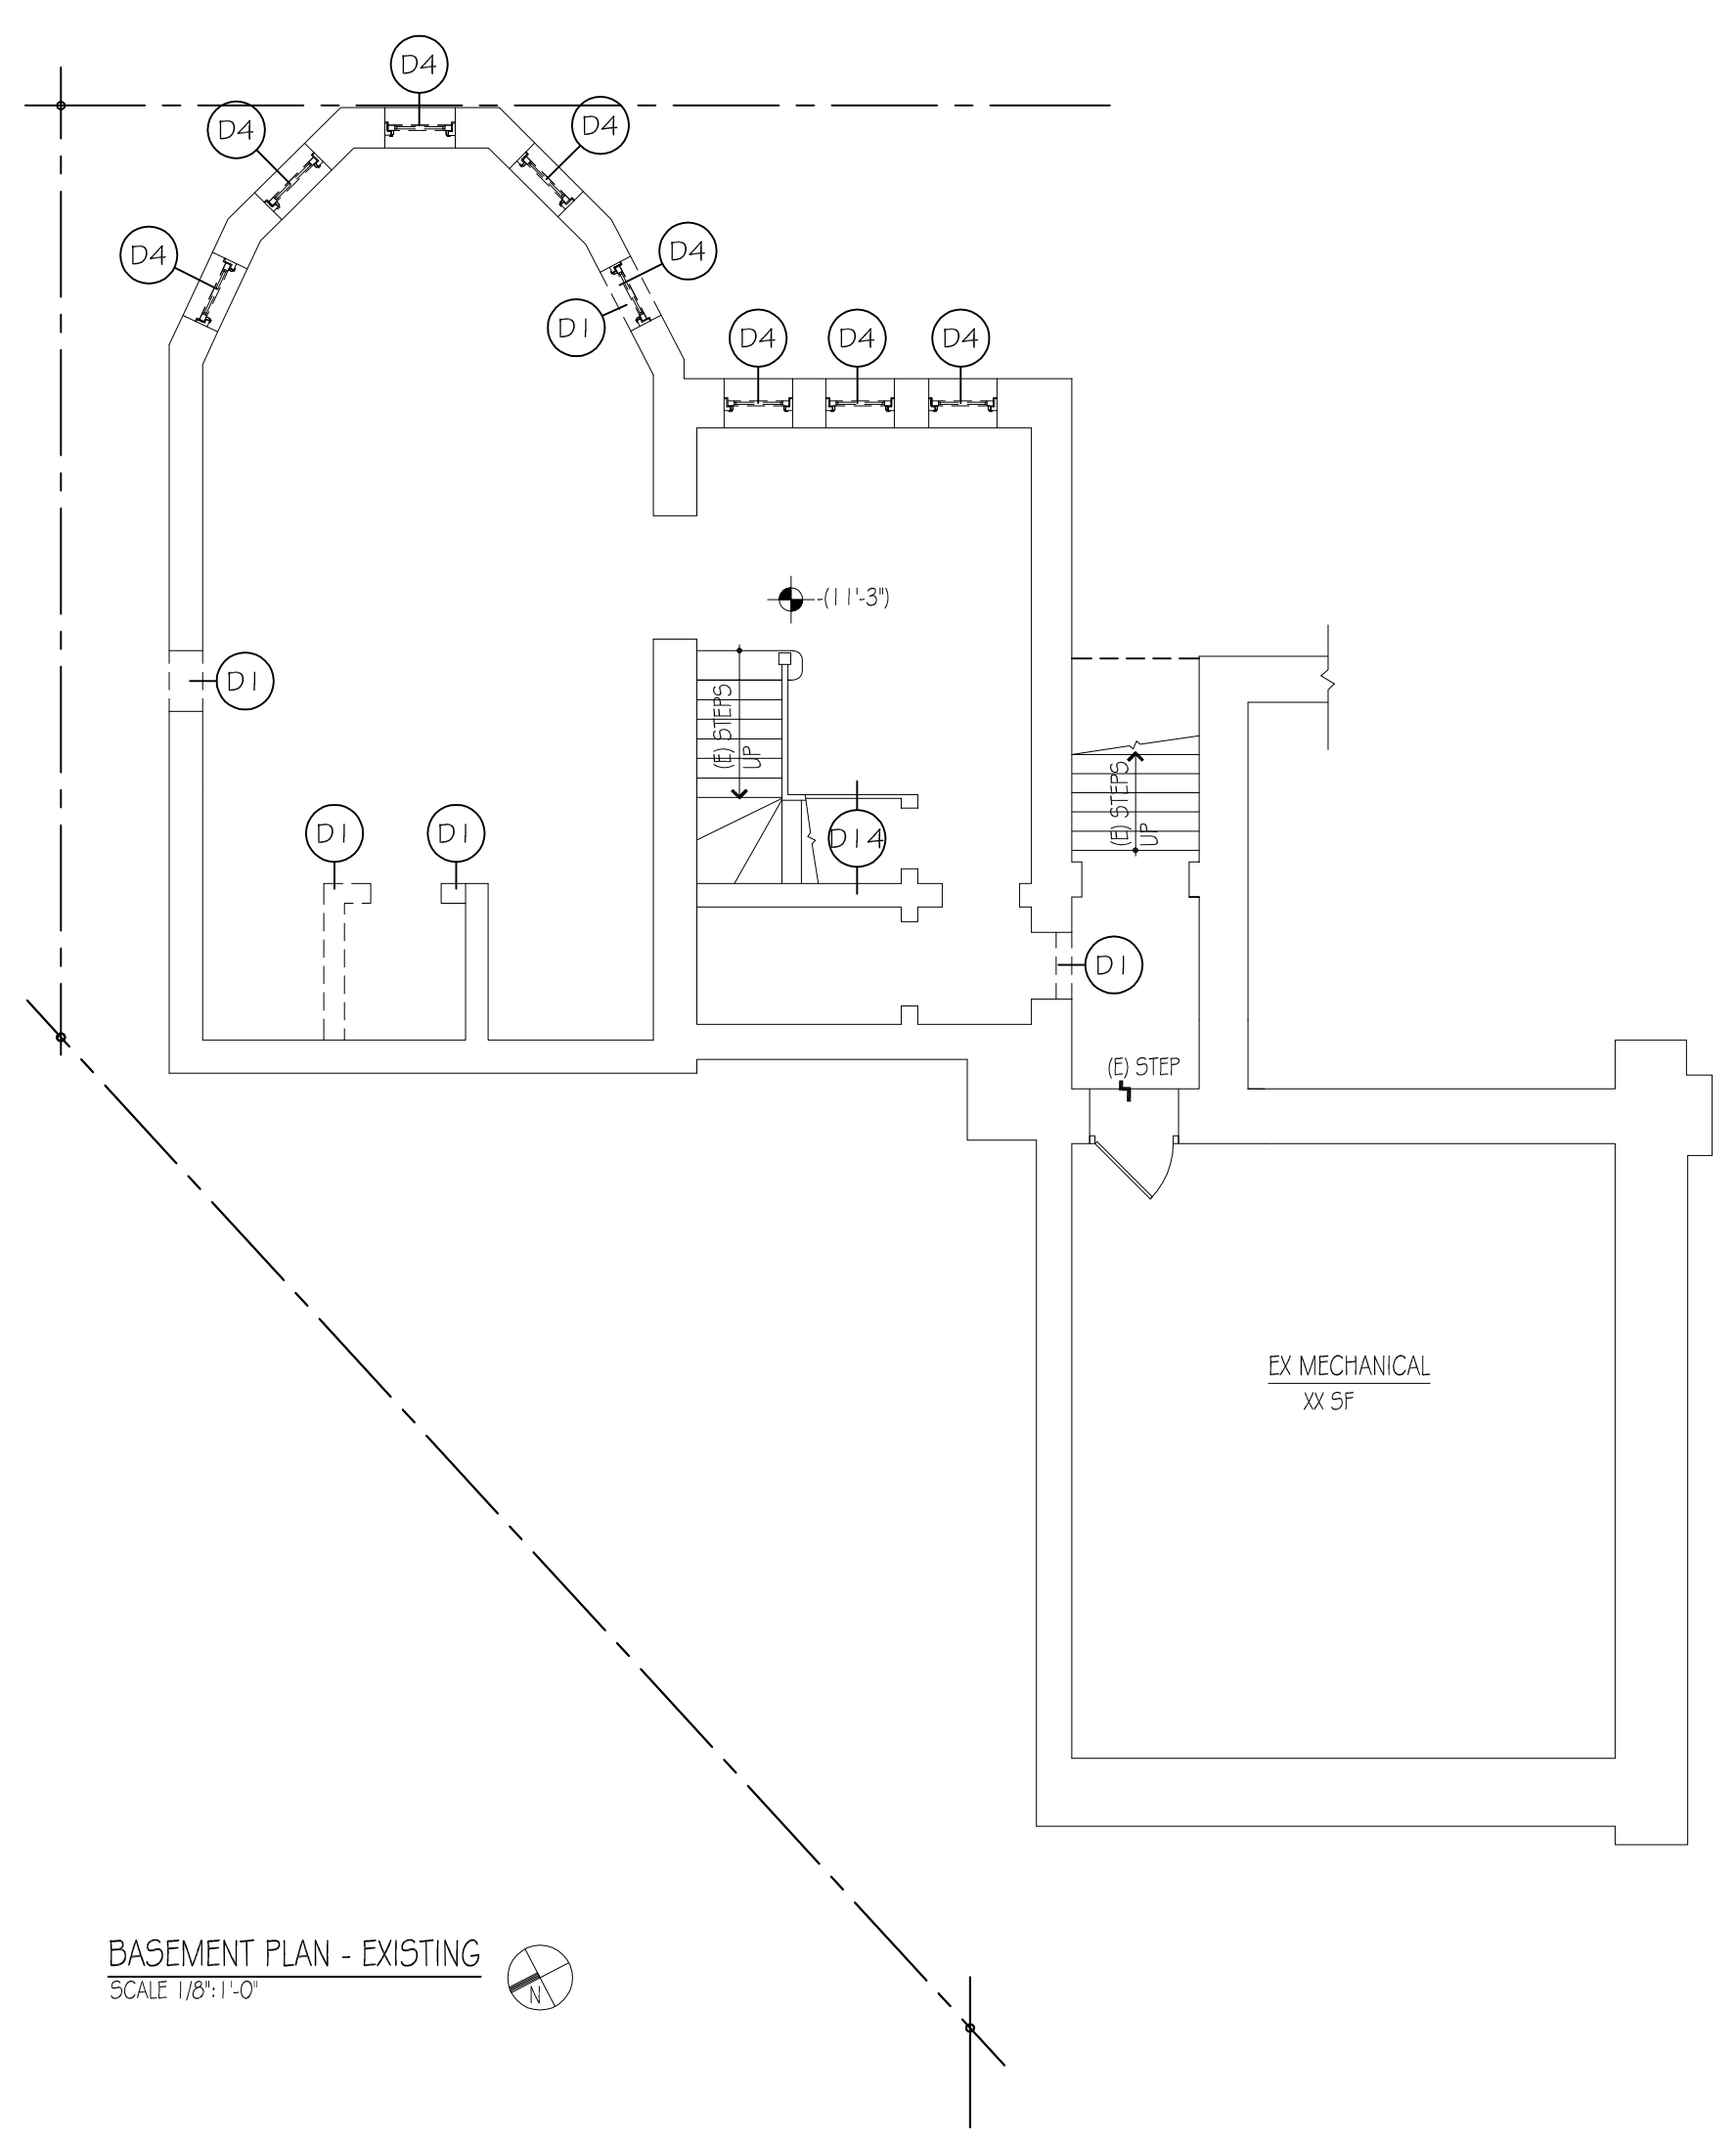 D4
D4
D4
D4
D4
D1
D4
D4
D4
-(11'-3")
D1
(E) STEPS
UP
(E) STEPS
UP
D1
D1
D14
D1
(E) STEP
EX MECHANICAL
XX SF
BASEMENT PLAN - EXISTING
SCALE 1/8":1'-0"
N